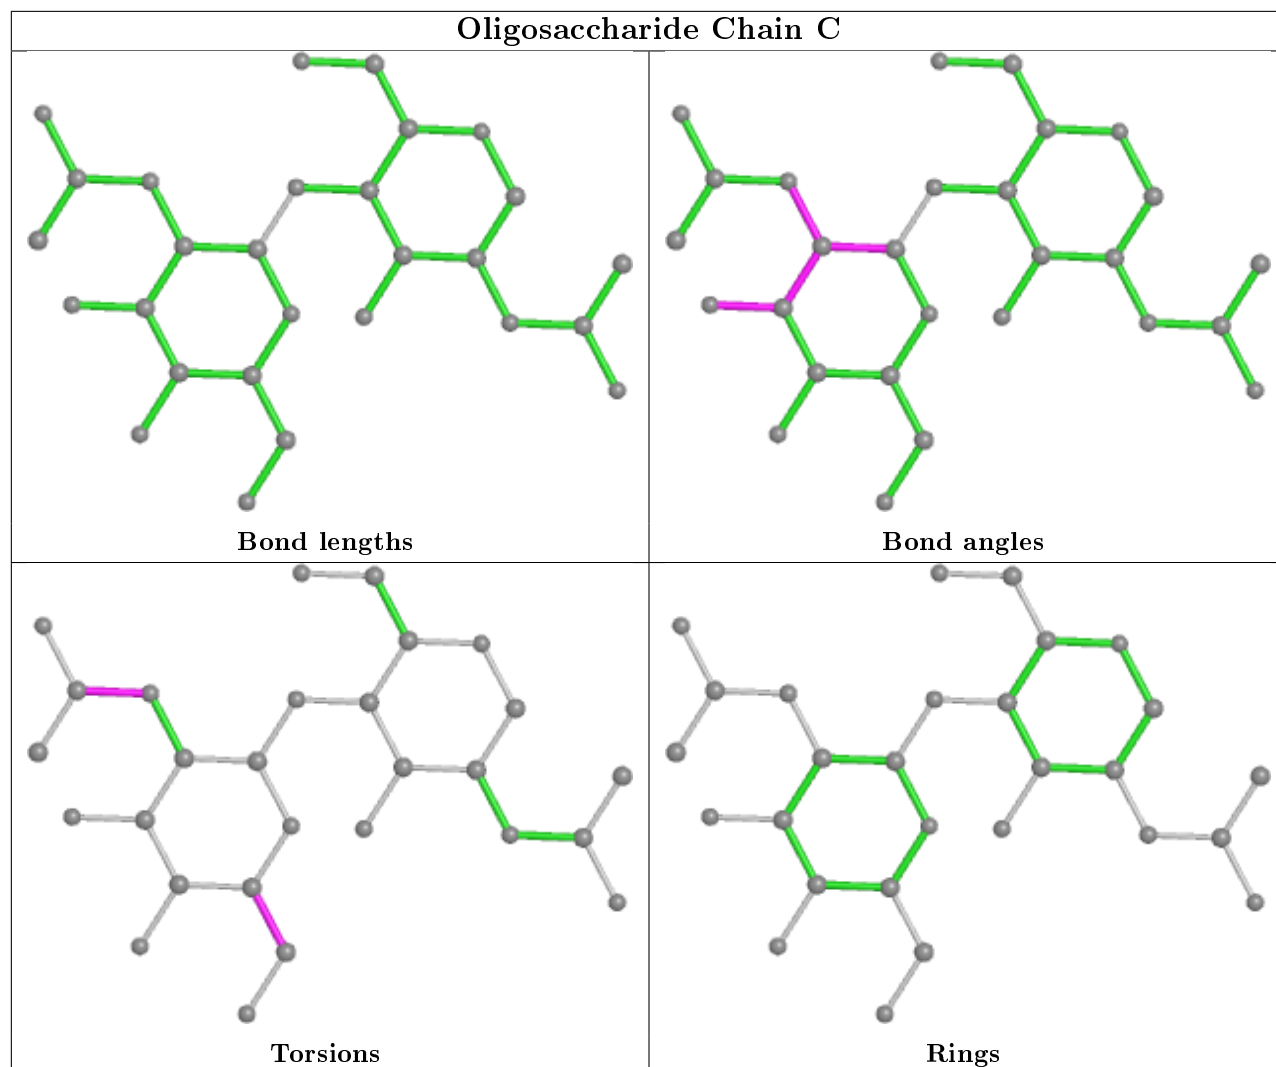 Oligosaccharide Chain C
Bond lengths
Bond angles
Torsions
Rings